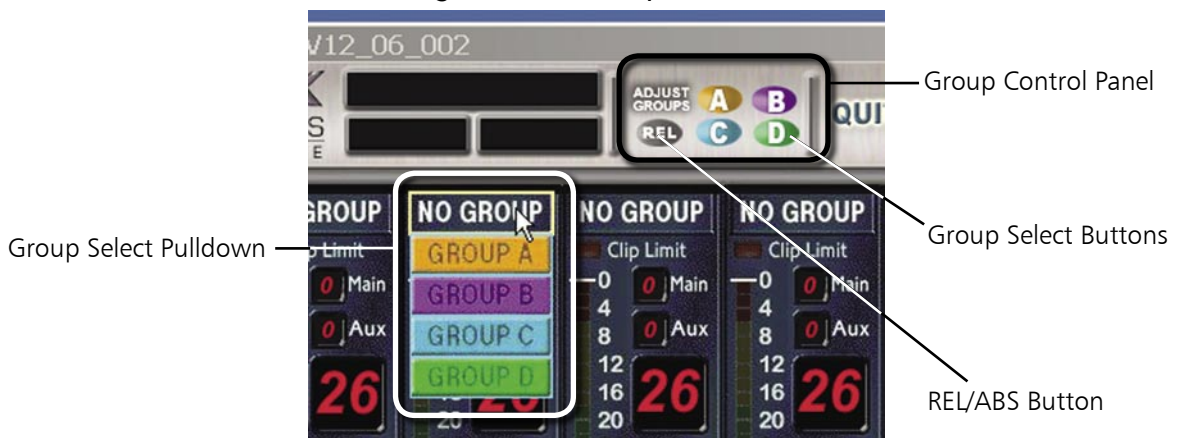 V12_06_002
ADJUST
GROUPS
A
B
REL
C
D
QUI
S
E
Group Control Panel
GROUP
NO GROUP
NO GROUP
NO GROUP
Group Select Pulldown
GROUP A
GROUP B
GROUP C
GROUP D
Group Select Buttons
Limit
Clip Limit
Clip Limit
0 Main
0
0 Main
0
0 Main
4
4
0 Aux
8
0 Aux
8
0 Aux
12
12
26
16
26
16
26
20
20
20
REL/ABS Button